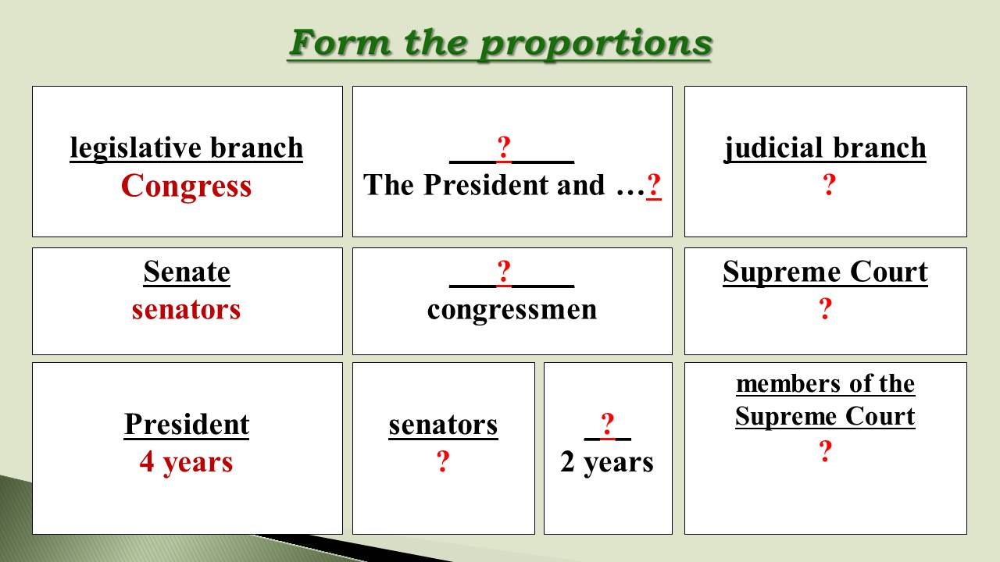 Form the proportions
legislative branch
Congress
___?____
The President and …?
judicial branch
?
Senate
senators
___?____
congressmen
Supreme Court
?
President
4 years
senators
?
_?_
2 years
members of the
Supreme Court
?